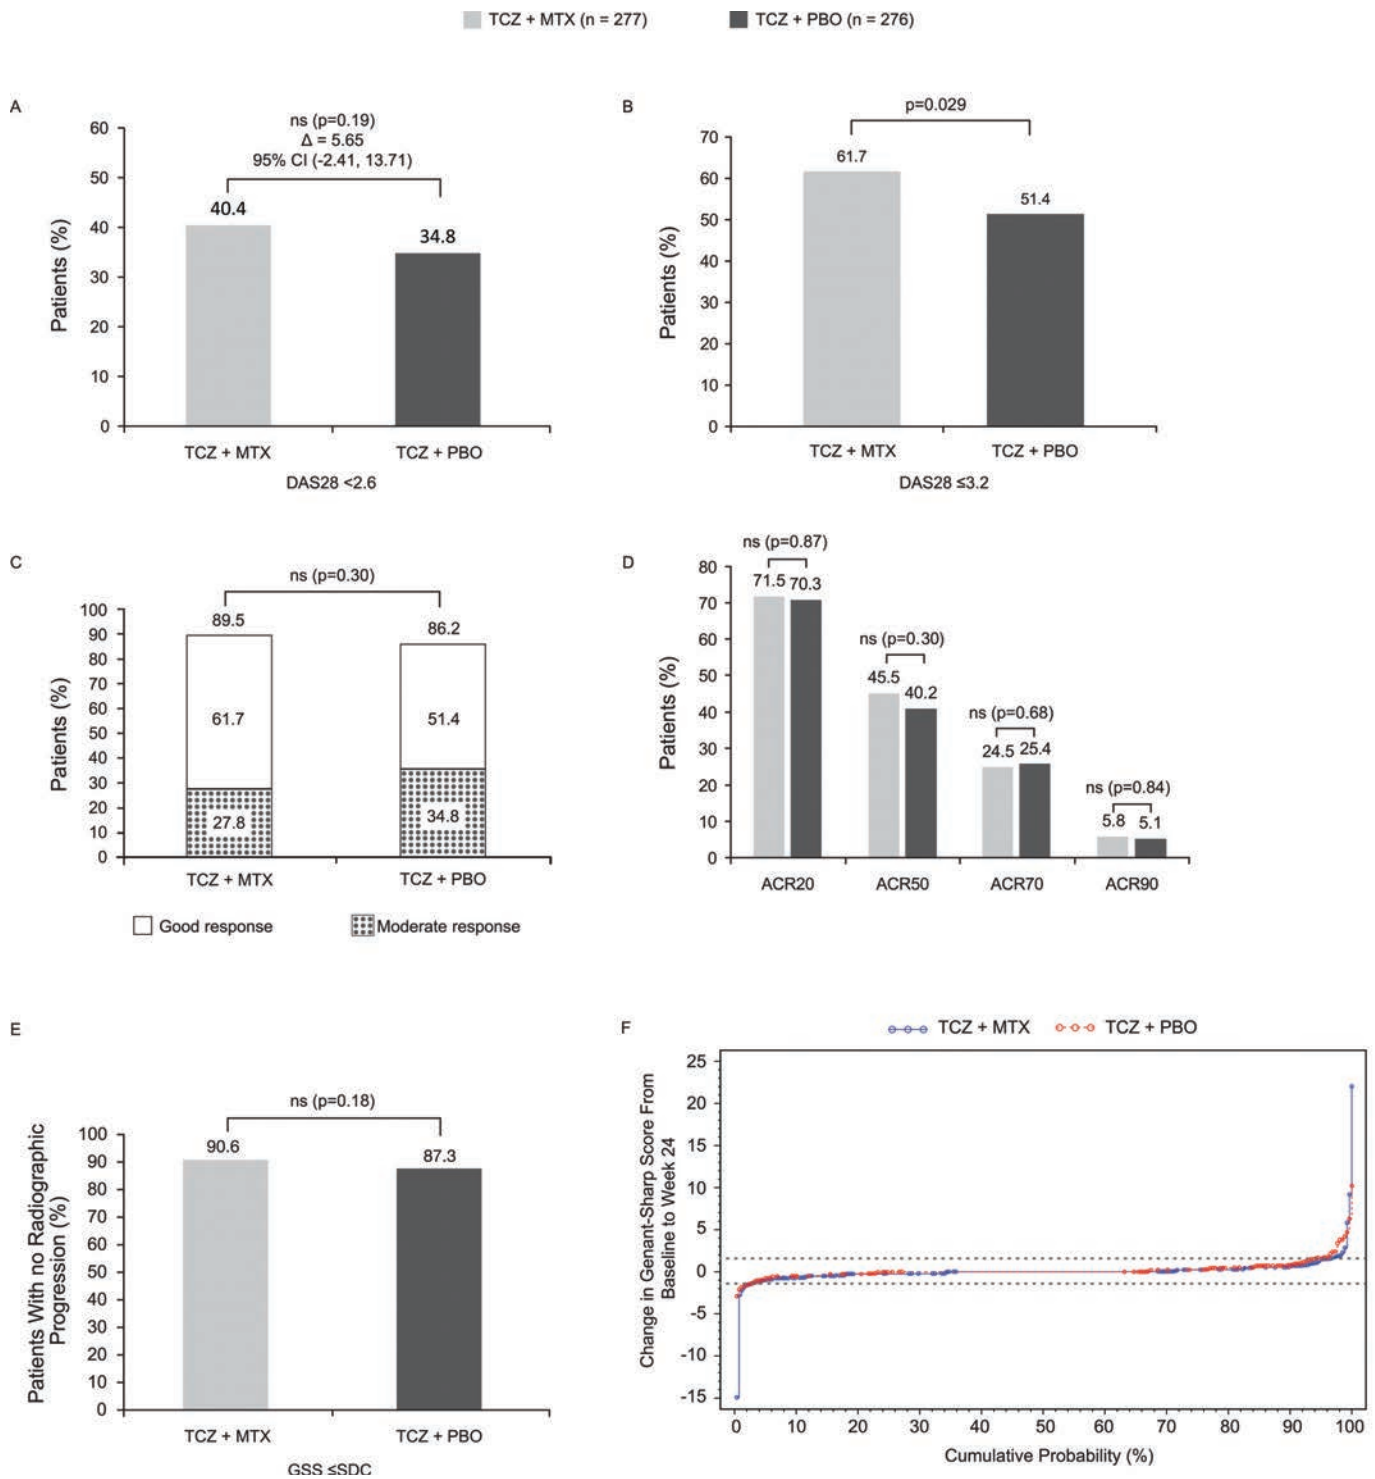 TCZ + MTX (n = 277) TCZ + PBO (n = 276)
A
ns (p=0.19)
Δ = 5.65
95% CI (-2.41, 13.71)
60
50
40
30
20
10
0
Patients (%)
40.4
34.8
TCZ + MTX TCZ + PBO
DAS28 <2.6
B
p=0.029
70
60
50
40
30
20
10
0
Patients (%)
61.7
51.4
TCZ + MTX TCZ + PBO
DAS28 ≤3.2
C
ns (p=0.30)
100
90
80
70
60
50
40
30
20
10
0
Patients (%)
89.5
86.2
61.7
51.4
27.8
34.8
TCZ + MTX TCZ + PBO
Good response Moderate response
D
ns (p=0.87)
80
70
60
50
40
30
20
10
0
Patients (%)
71.5 70.3
ns (p=0.30)
45.5
40.2
ns (p=0.68)
24.5 25.4
ns (p=0.84)
5.8 5.1
ACR20 ACR50 ACR70 ACR90
E
ns (p=0.18)
100
90
80
70
60
50
40
30
20
10
0
Patients With no Radiographic
Progression (%)
90.6
87.3
TCZ + MTX TCZ + PBO
GSS ≤SDC
F
TCZ + MTX TCZ + PBO
25
20
15
10
5
0
-5
-10
-15
Change in Genant-Sharp Score From
Baseline to Week 24
0 10 20 30 40 50 60 70 80 90 100
Cumulative Probability (%)